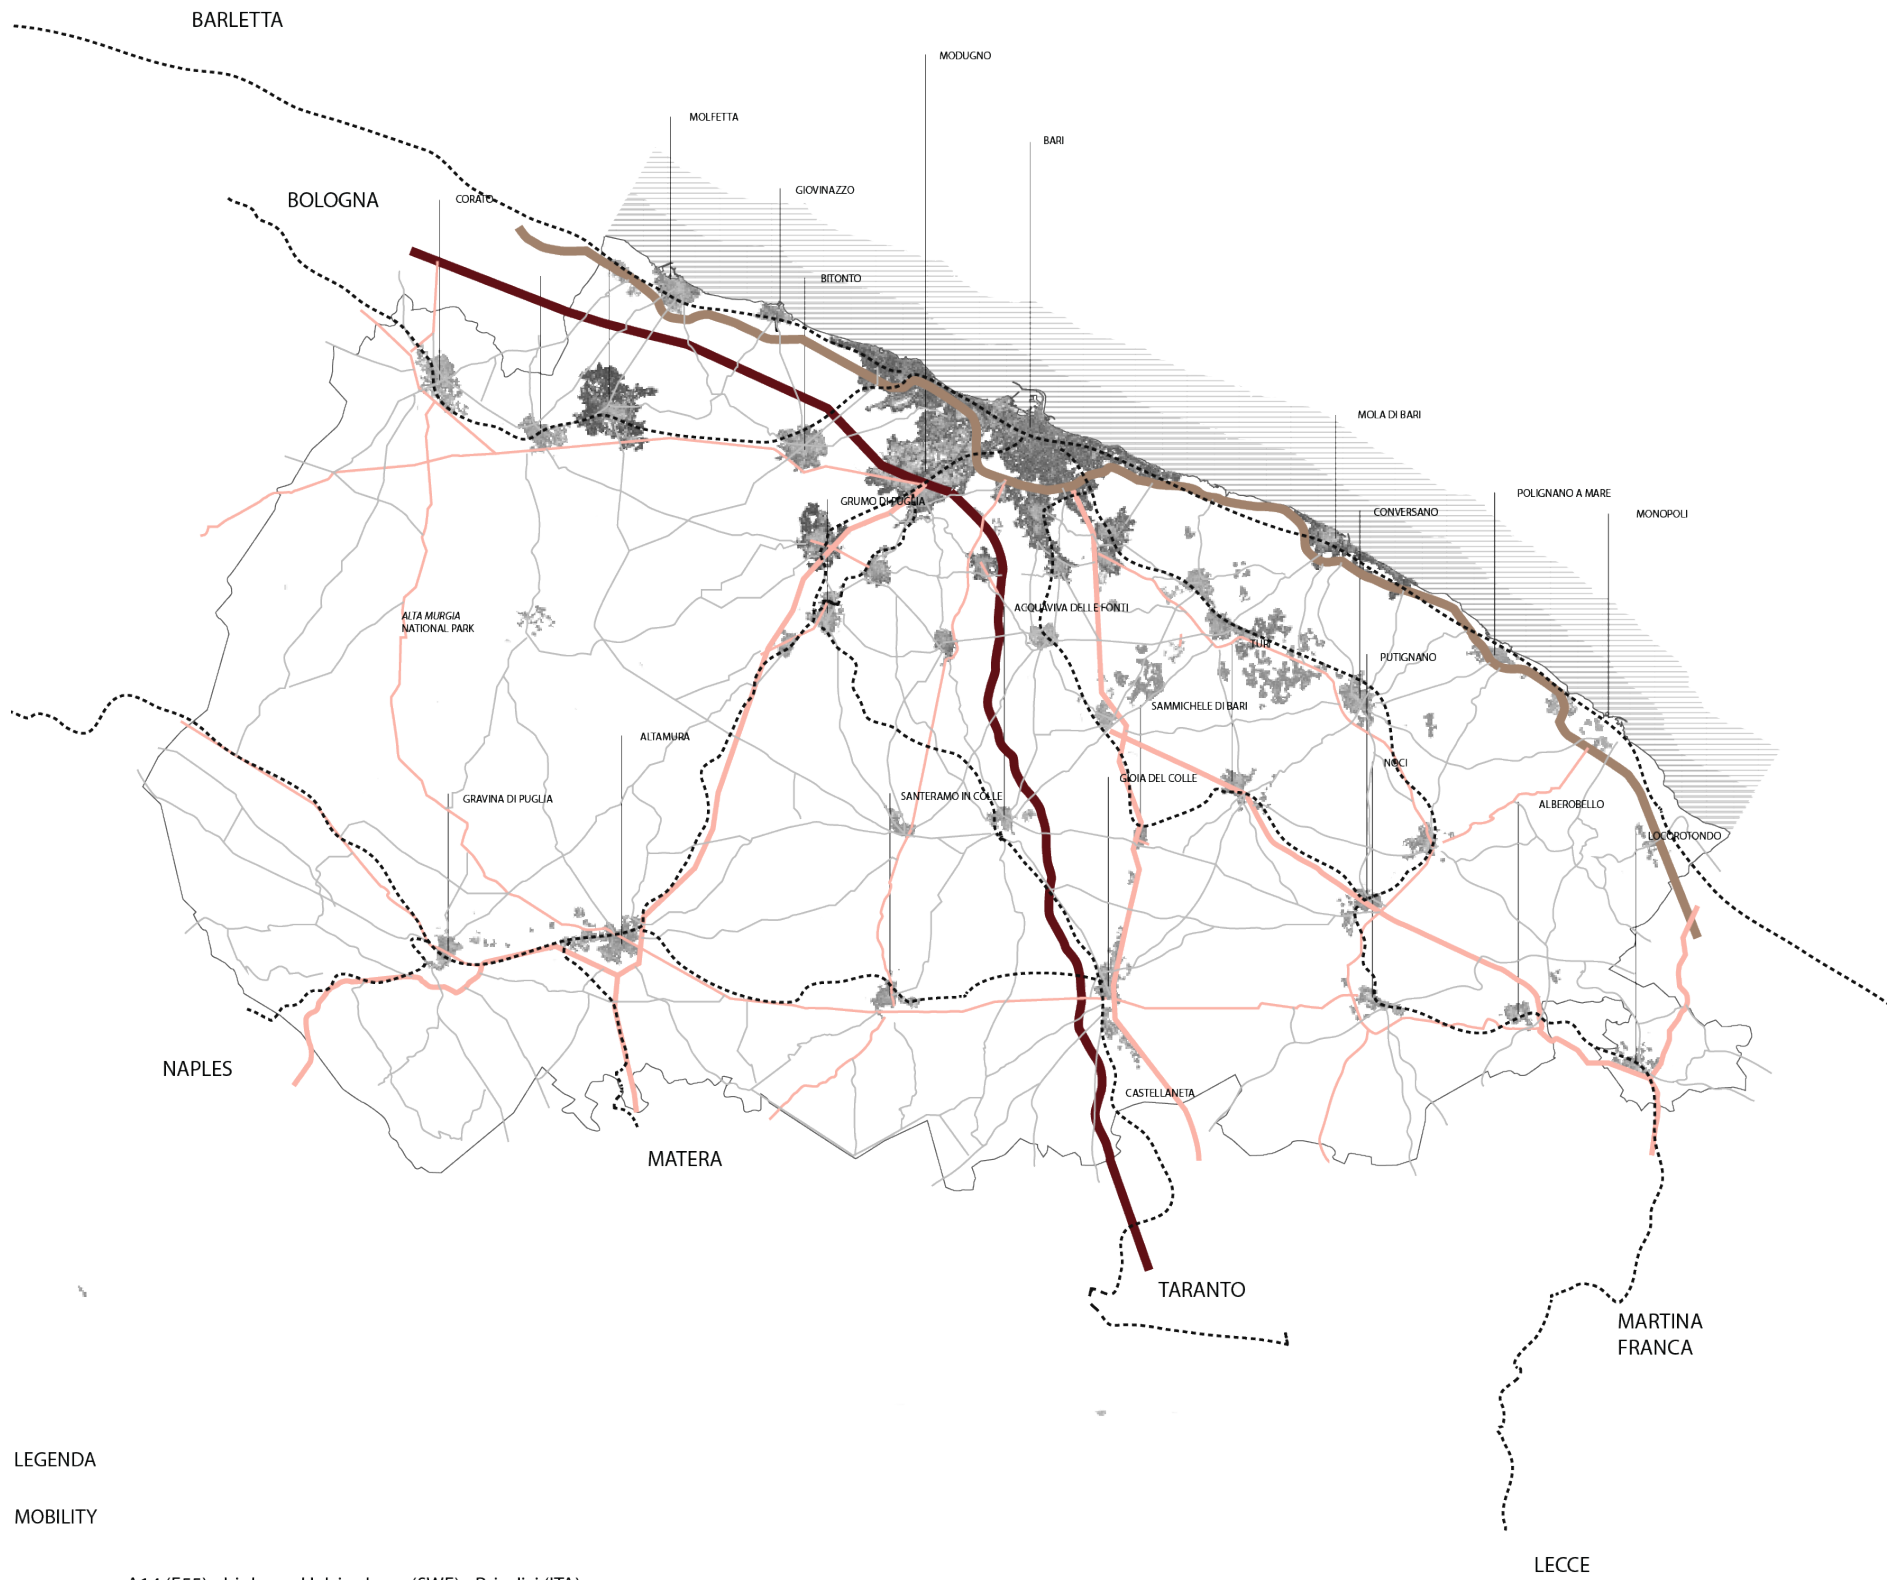 BARLETTA
MODUGNO
MOLFETTA
BARI
GIOVINAZZO
BOLOGNA
CORATO
BITONTO
MOLA DI BARI
POLIGNANO A MARE
GRUMO DI PUGLIA
CONVERSANO
MONOPOLI
ALTA MURGIA
NATIONAL PARK
ACQUAVIVA DELLE FONTI
TURI
PUTIGNANO
SAMMICHELE DI BARI
ALTAMURA
NOCI
GIOIA DEL COLLE
GRAVINA DI PUGLIA
SANTERAMO IN COLLE
ALBEROBELLO
LOCOROTONDO
NAPLES
CASTELLANETA
MATERA
TARANTO
MARTINA
FRANCA
LEGENDA
MOBILITY
LECCE